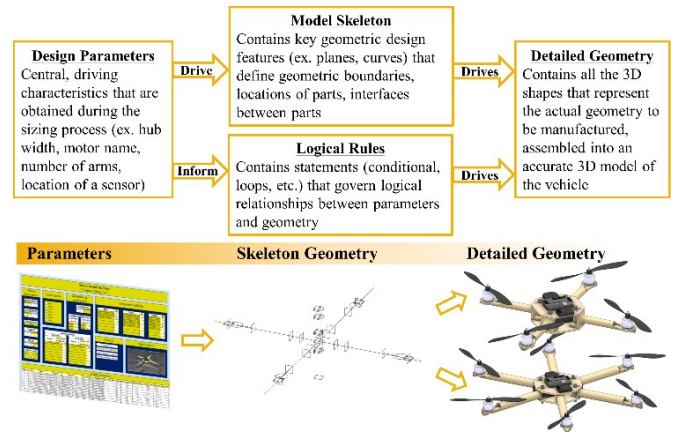 Model Skeleton
Contains key geometric design
features (ex. planes, curves) that
define geometric boundaries,
locations of parts, interfaces
between parts
Design Parameters
Central, driving
characteristics that are
obtained during the
sizing process (ex. hub
width, motor name,
number of arms,
location of a sensor)
Drive
Inform
Logical Rules
Contains statements (conditional,
loops, etc.) that govern logical
relationships between parameters
and geometry
Drives
Drives
Detailed Geometry
Contains all the 3D
shapes that represent
the actual geometry to
be manufactured,
assembled into an
accurate 3D model of
the vehicle
Parameters
Skeleton Geometry
Detailed Geometry